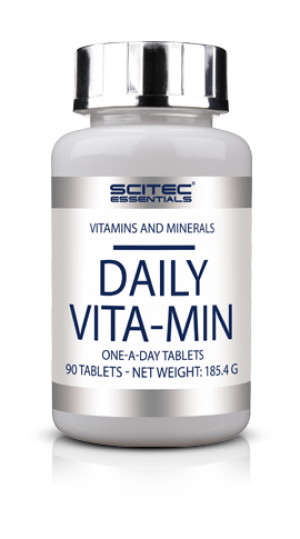 SCITEC®
ESSENTIALS
VITAMINS AND MINERALS
DAILY
VITA-MIN
ONE-A-DAY TABLETS
90 TABLETS - NET WEIGHT: 185.4 G